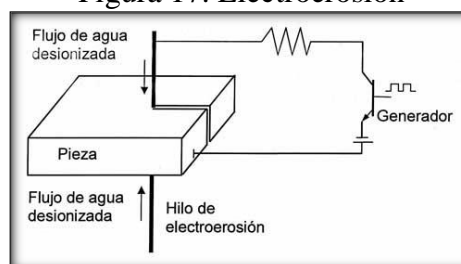 Figura 17. Electroerosión
Flujo de agua
desionizada
Generador
Pieza
Flujo de agua
desionizada
Hilo de
electroerosión